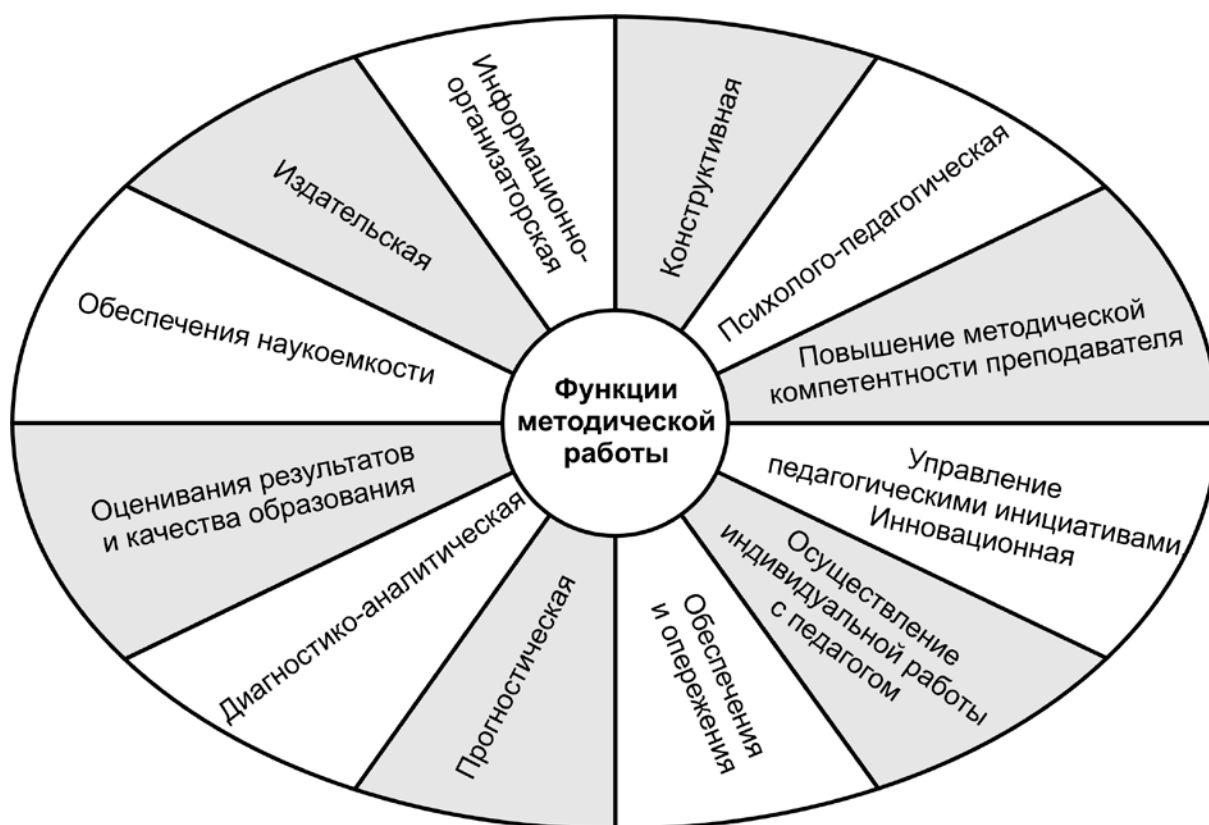 Функции
методической
работы
Конструктивная
Психолого-педагогическая
Повышение методической
компетентности преподавателя
Управление
педагогическими инициативами,
Инновационная
Осуществление
индивидуальной работы
с педагогом
Обеспечения
и опережения
Прогностическая
Диагностико-аналитическая
Оценивания результатов
и качества образования
Обеспечения наукоемкости
Издательская
Информационно-
организаторская